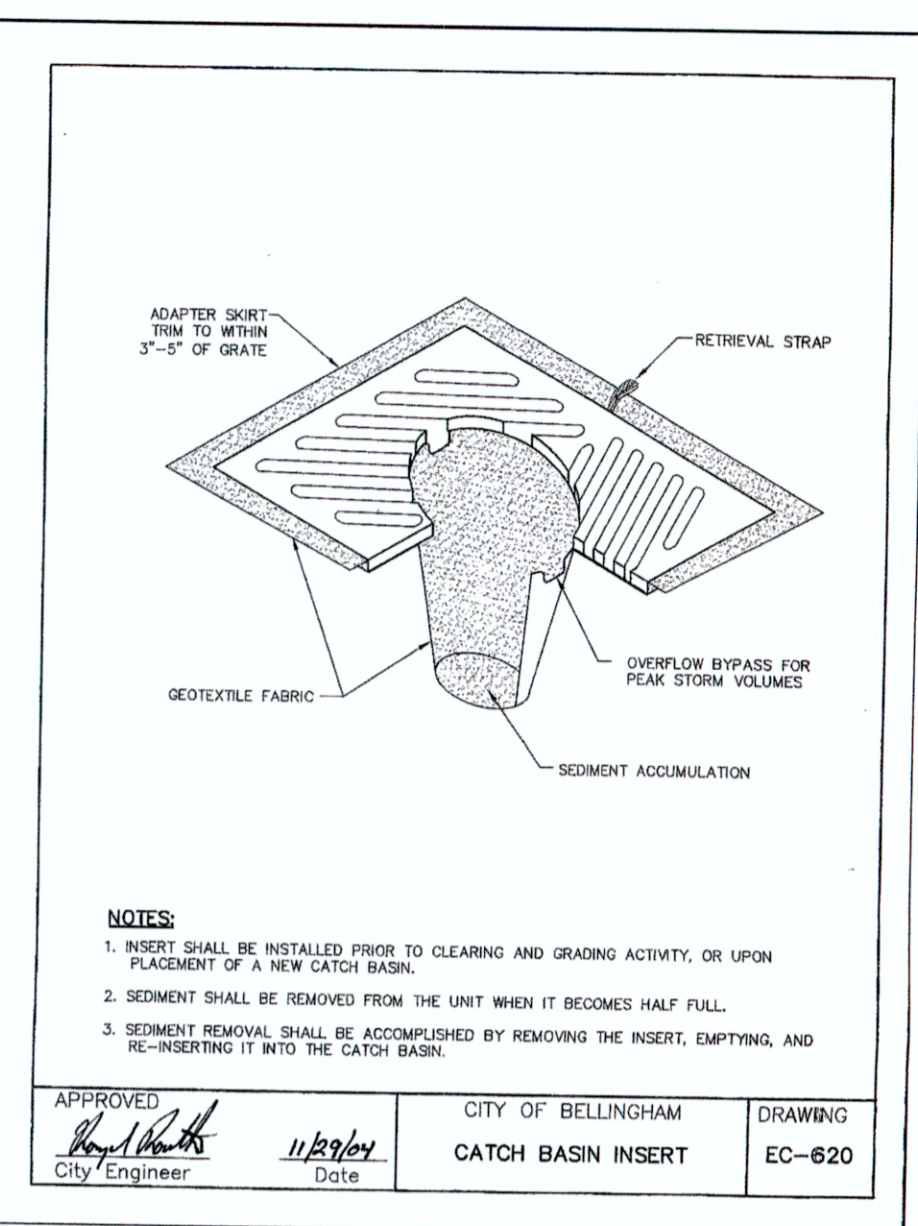 ADAPTER SKIRT
TRIM TO WITHIN
3"-5" OF GRATE
RETRIEVAL STRAP
GEOTEXTILE FABRIC
OVERFLOW BYPASS FOR
PEAK STORM VOLUMES
SEDIMENT ACCUMULATION
NOTES:
1. INSERT SHALL BE INSTALLED PRIOR TO CLEARING AND GRADING ACTIVITY, OR UPON
PLACEMENT OF A NEW CATCH BASIN.
2. SEDIMENT SHALL BE REMOVED FROM THE UNIT WHEN IT BECOMES HALF FULL.
3. SEDIMENT REMOVAL SHALL BE ACCOMPLISHED BY REMOVING THE INSERT, EMPTYING, AND
RE-INSERTING IT INTO THE CATCH BASIN.
APPROVED
11/29/04
City Engineer
Date
CITY OF BELLINGHAM
CATCH BASIN INSERT
DRAWING
EC-620